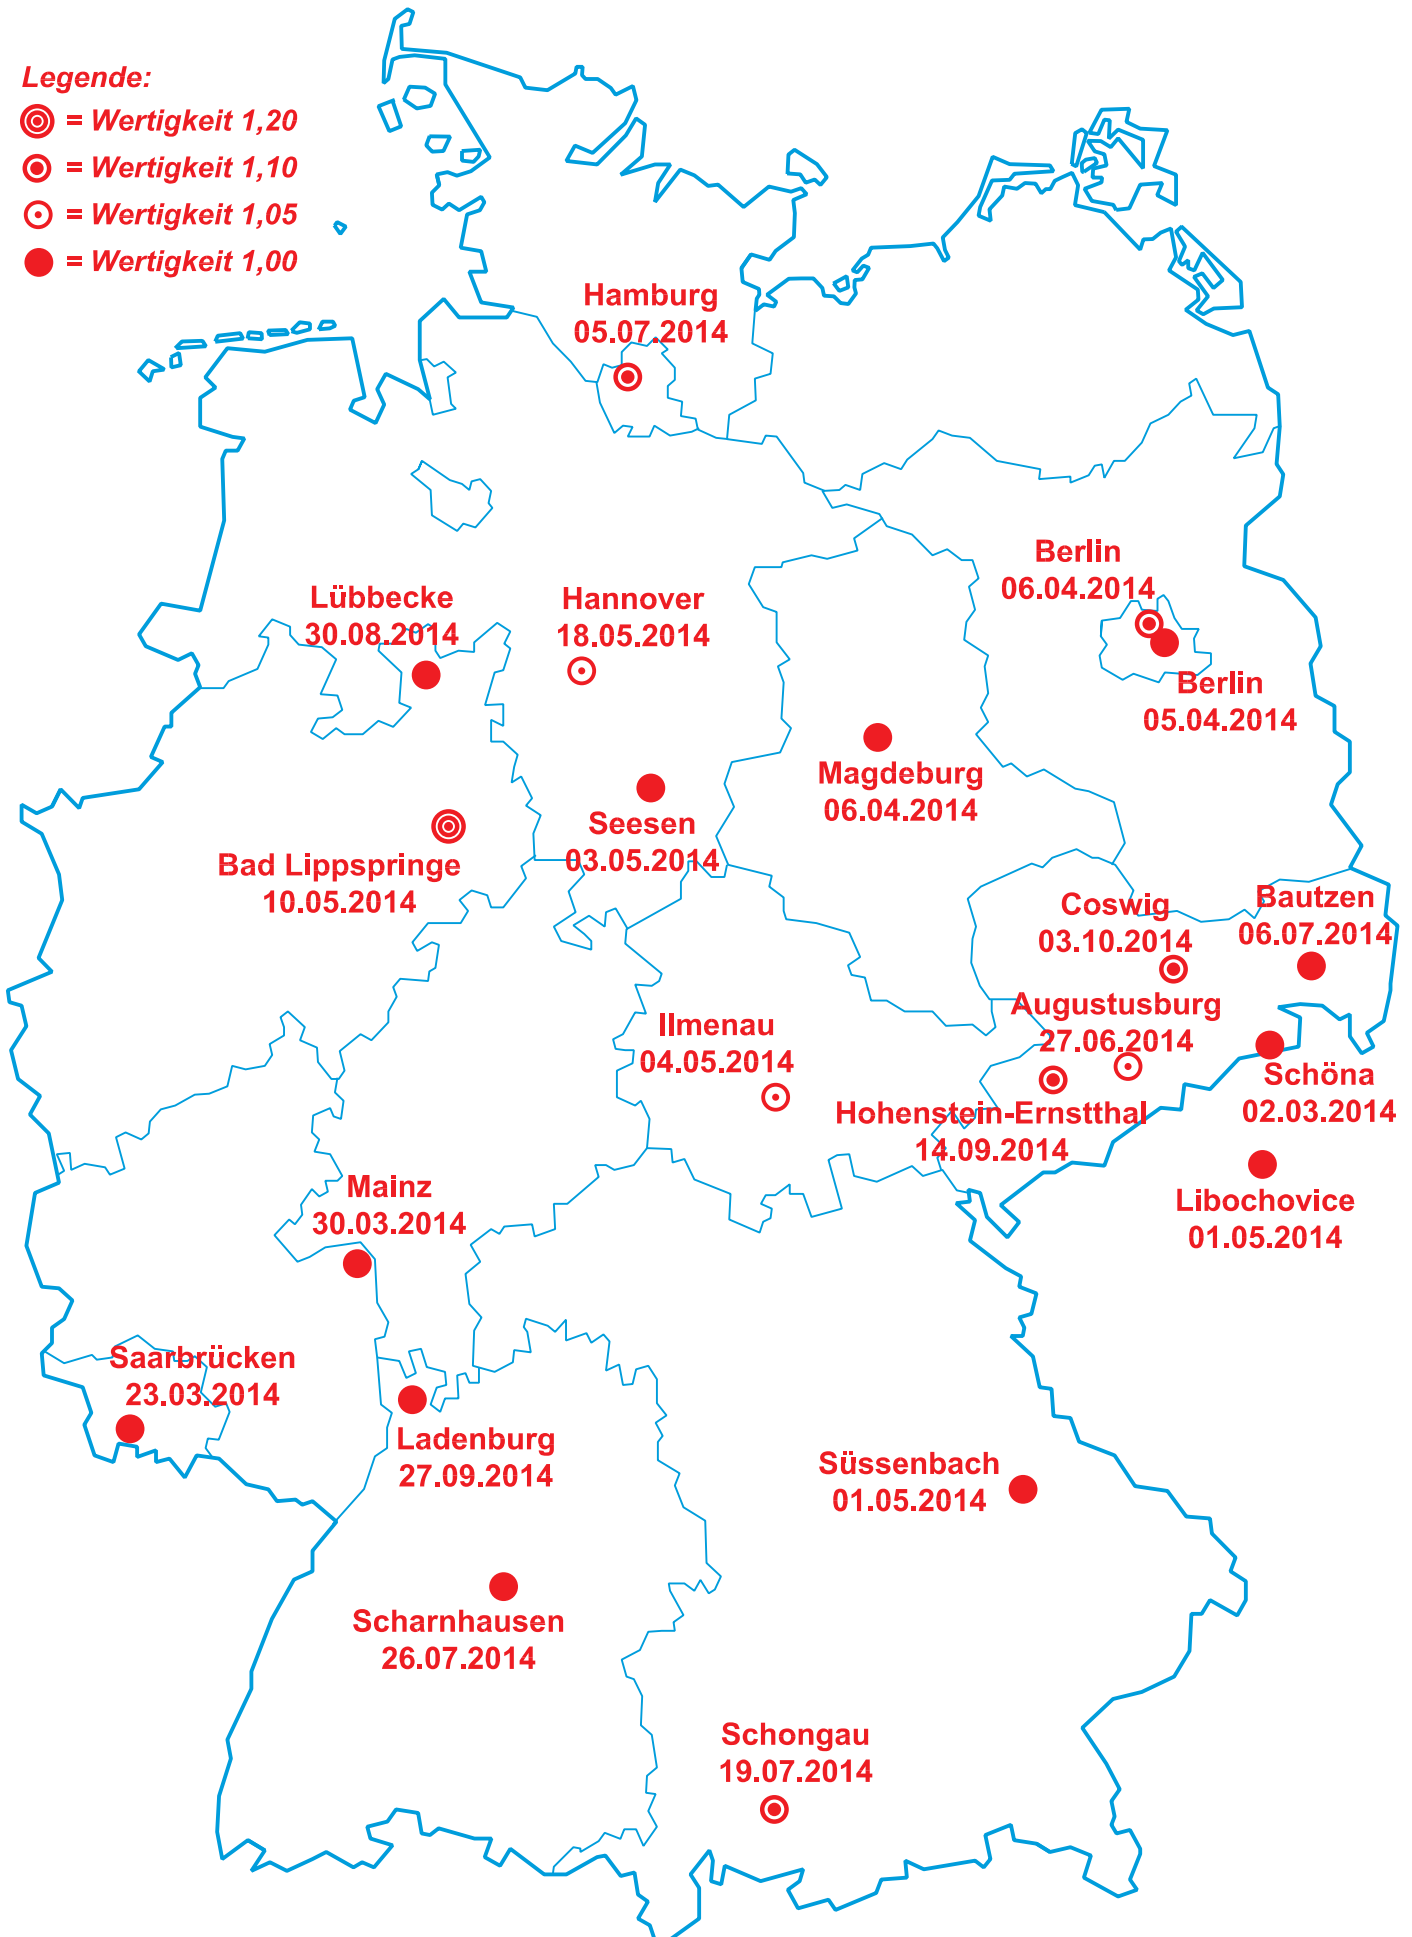 Legende:
= Wertigkeit 1,20
= Wertigkeit 1,10
= Wertigkeit 1,05
= Wertigkeit 1,00
Hamburg
05.07.2014
Berlin
06.04.2014
Lübbecke
30.08.2014
Hannover
18.05.2014
Berlin
05.04.2014
Magdeburg
06.04.2014
Seesen
03.05.2014
Bad Lippspringe
10.05.2014
Coswig
03.10.2014
Bautzen
06.07.2014
Augustusburg
27.06.2014
Ilmenau
04.05.2014
Schöna
02.03.2014
Hohenstein-Ernstthal
14.09.2014
Libochovice
01.05.2014
Mainz
30.03.2014
Saarbrücken
23.03.2014
Ladenburg
27.09.2014
Süssenbach
01.05.2014
Scharnhausen
26.07.2014
Schongau
19.07.2014